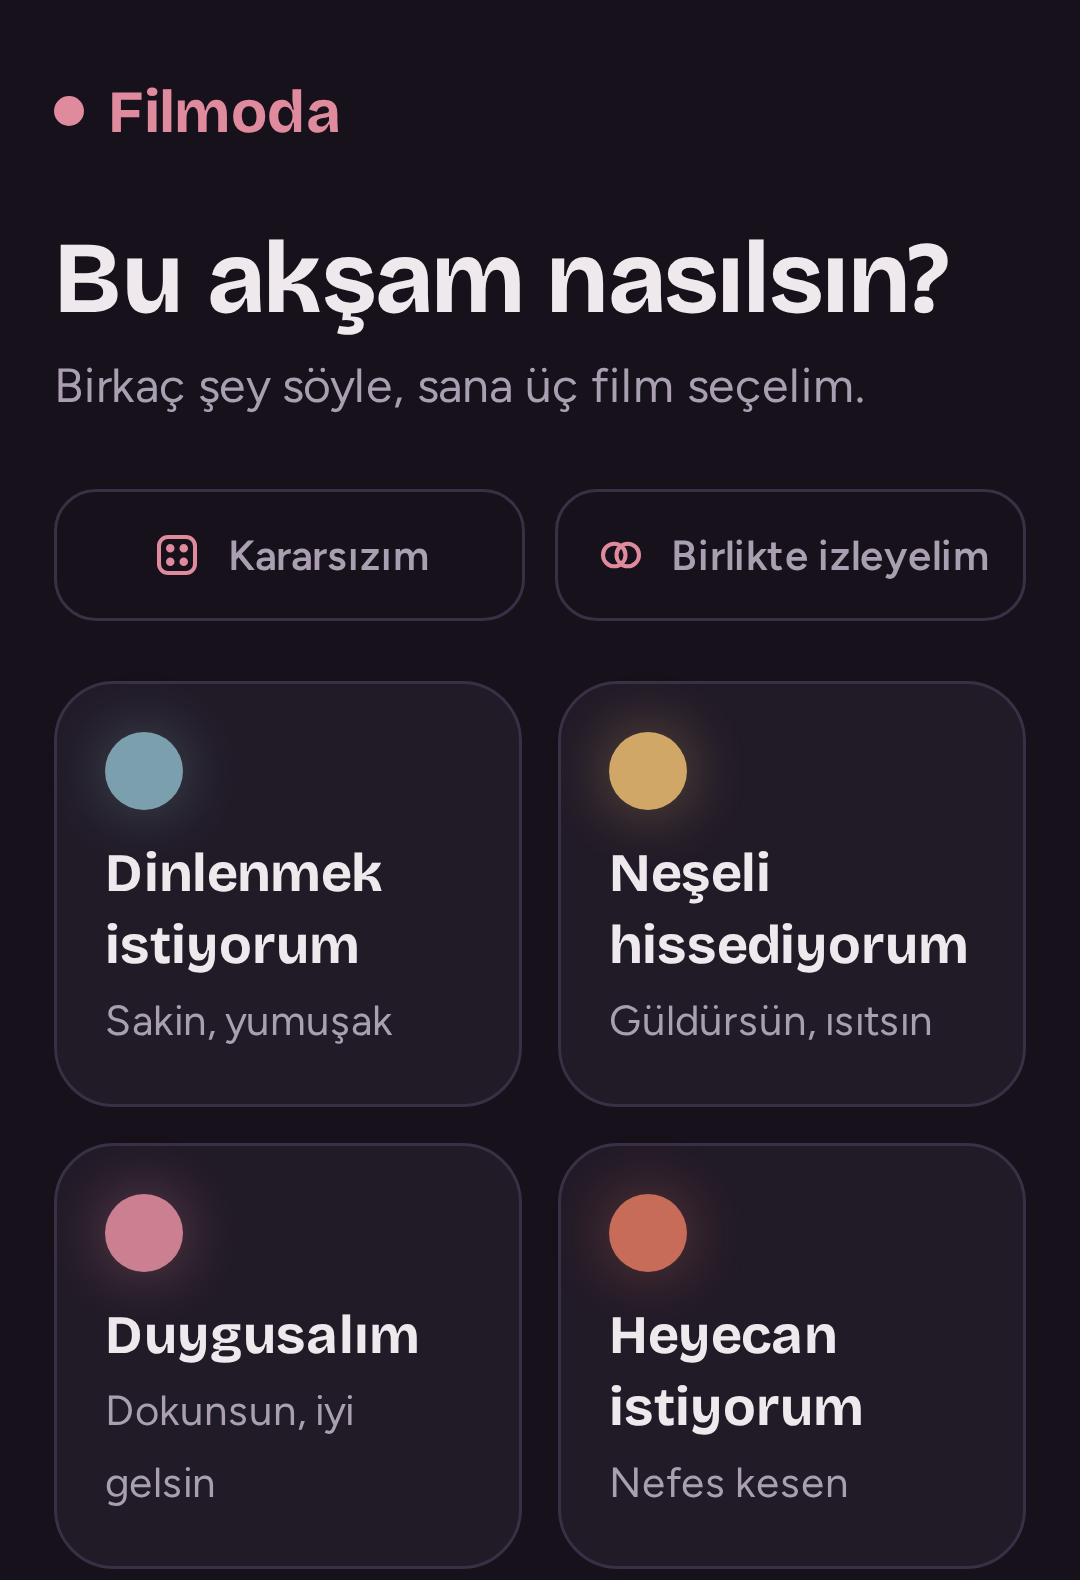 Filmoda
Bu akşam nasılsın?
Birkaç şey söyle, sana üç film seçelim.
Kararsızım
Birlikte izleyelim
Dinlenmek
istiyorum
Sakin, yumuşak
Neşeli
hissediyorum
Güldürsün, ısıtsın
Duygusalım
Dokunsun, iyi
gelsin
Heyecan
istiyorum
Nefes kesen